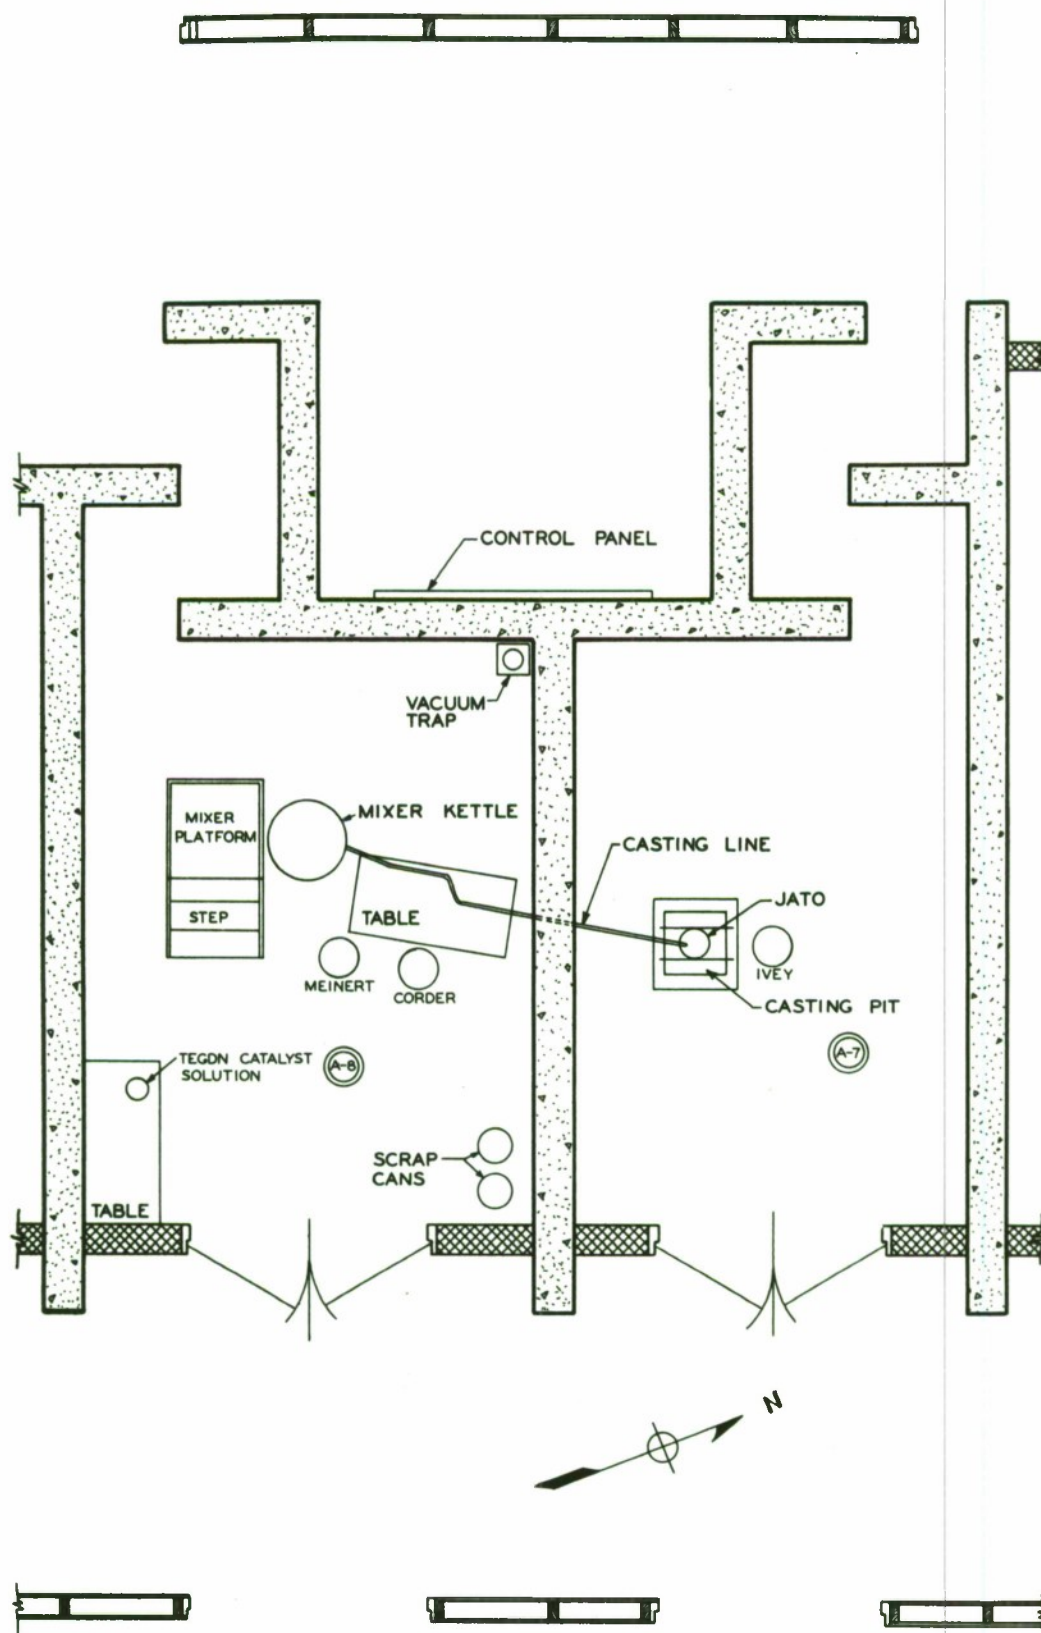 CONTROL PANEL
VACUUM
TRAP
MIXER
PLATFORM
MIXER KETTLE
CASTING LINE
STEP
TABLE
JATO
MEINERT
CORDER
IVEY
CASTING PIT
TEGDN CATALYST
SOLUTION
A-8
A-7
SCRAP
CANS
TABLE
N